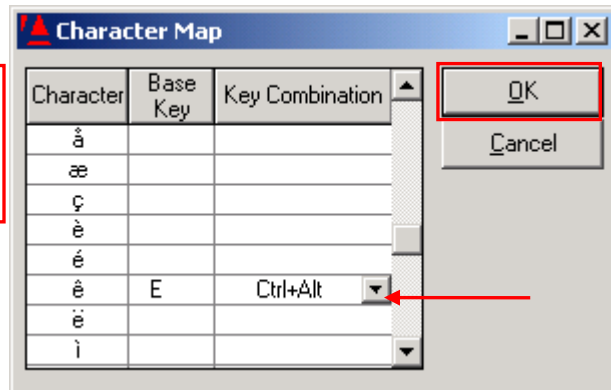 Character Map
Character Base Key Key Combination
å
æ
ç
è
é
ê E Ctrl+Alt
ë
ì
OK
Cancel